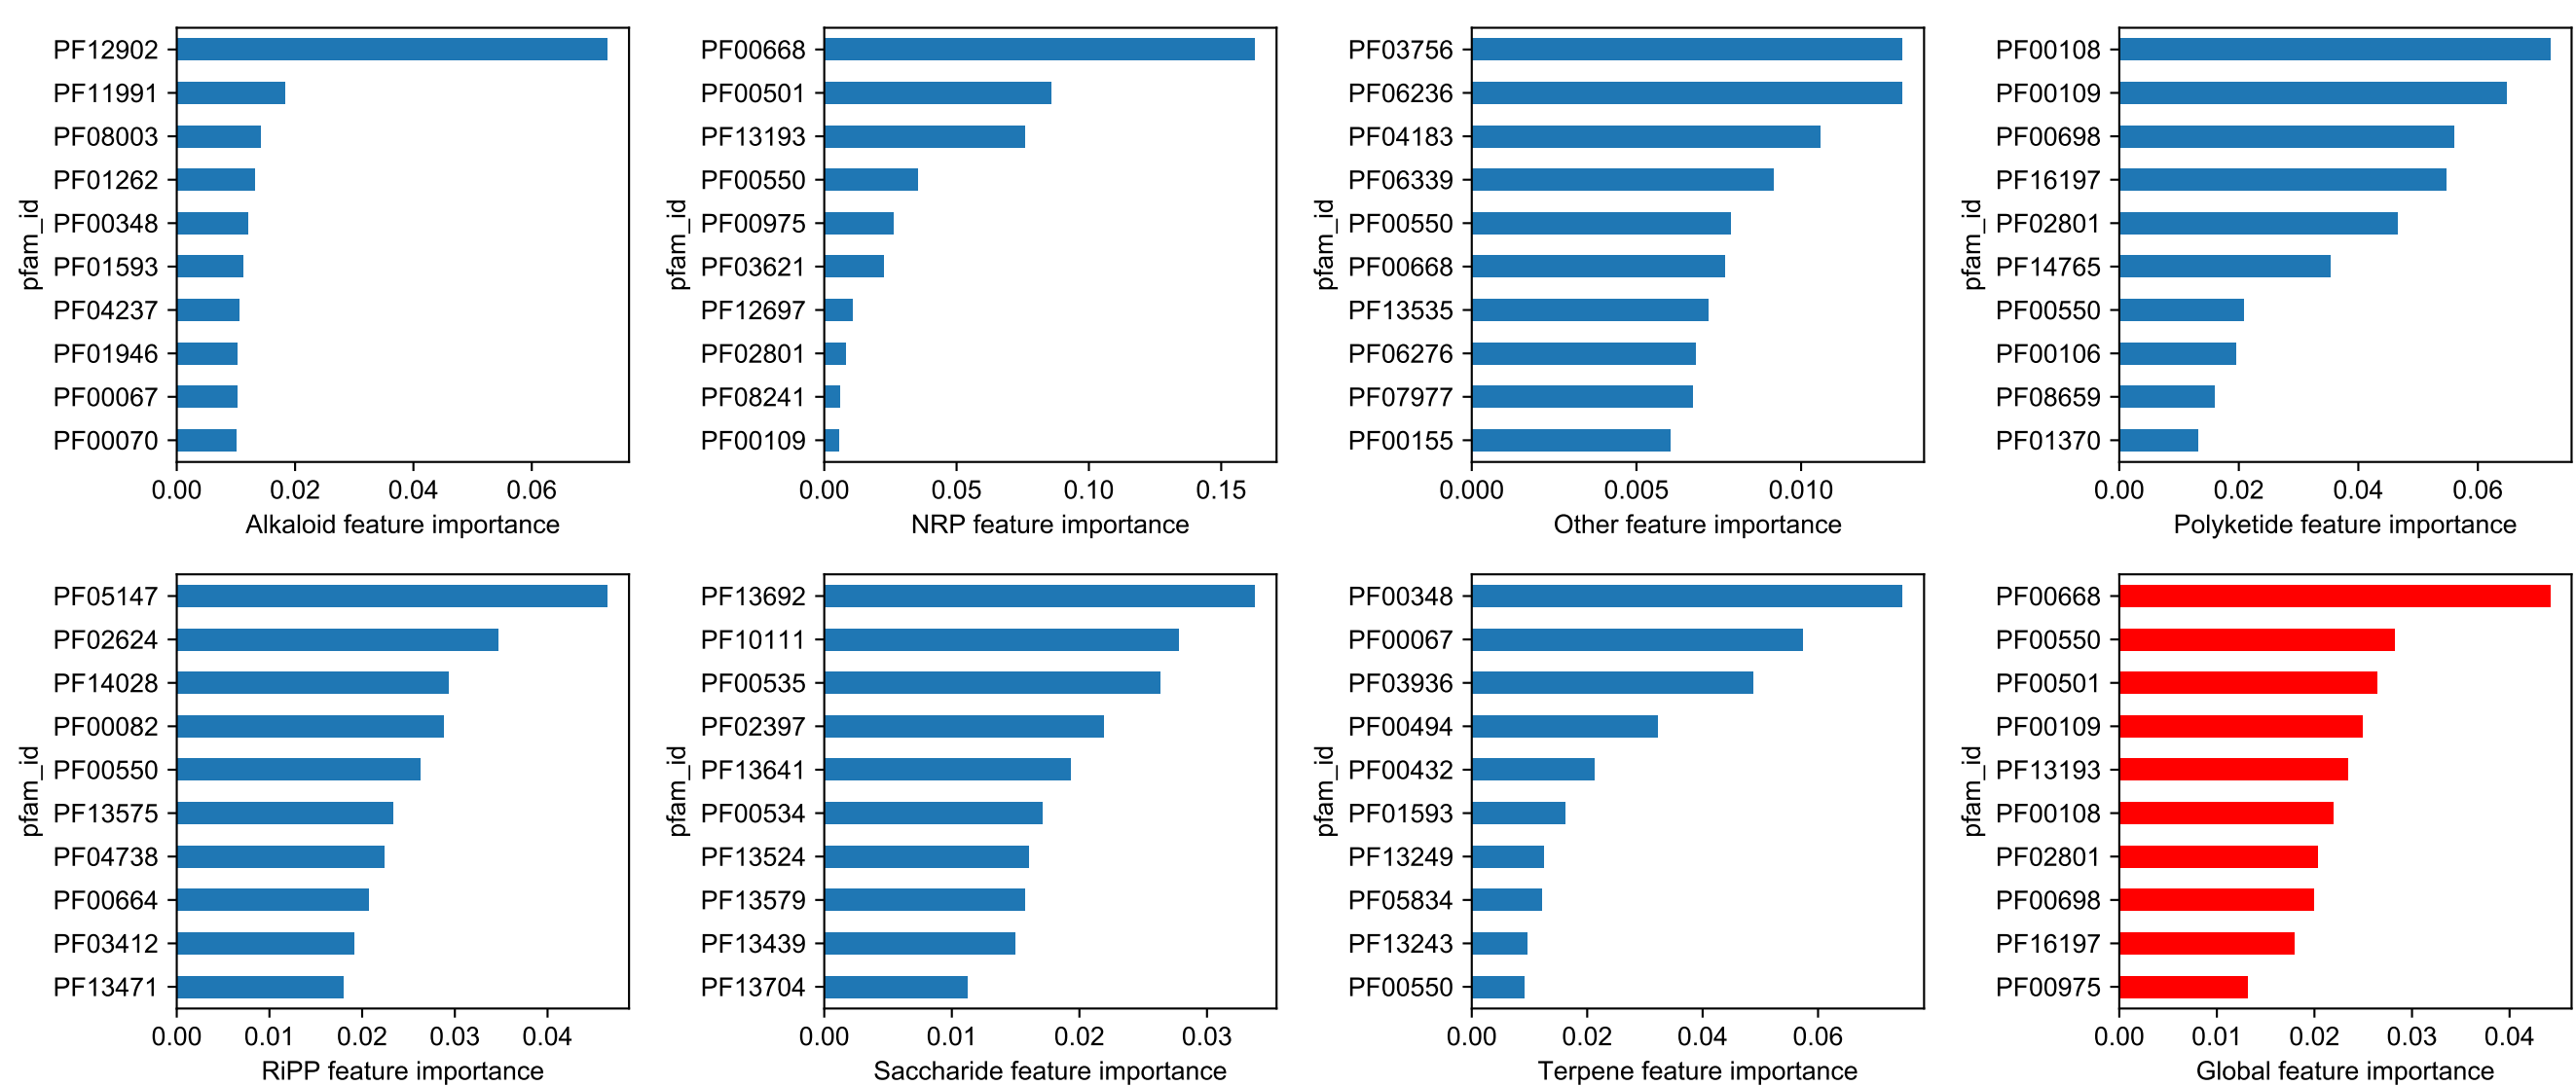 PF12902
PF11991
PF08003
PF01262
PF00348
PF01593
PF04237
PF01946
PF00067
PF00070
pfam_id
0.00 0.02 0.04 0.06
Alkaloid feature importance
PF00668
PF00501
PF13193
PF00550
PF00975
PF03621
PF12697
PF02801
PF08241
PF00109
pfam_id
0.00 0.05 0.10 0.15
NRP feature importance
PF03756
PF06236
PF04183
PF06339
PF00550
PF00668
PF13535
PF06276
PF07977
PF00155
pfam_id
0.000 0.005 0.010
Other feature importance
PF00108
PF00109
PF00698
PF16197
PF02801
PF14765
PF00550
PF00106
PF08659
PF01370
pfam_id
0.00 0.02 0.04 0.06
Polyketide feature importance
PF05147
PF02624
PF14028
PF00082
PF00550
PF13575
PF04738
PF00664
PF03412
PF13471
pfam_id
0.00 0.01 0.02 0.03 0.04
RiPP feature importance
PF13692
PF10111
PF00535
PF02397
PF13641
PF00534
PF13524
PF13579
PF13439
PF13704
pfam_id
0.00 0.01 0.02 0.03
Saccharide feature importance
PF00348
PF00067
PF03936
PF00494
PF00432
PF01593
PF13249
PF05834
PF13243
PF00550
pfam_id
0.00 0.02 0.04 0.06
Terpene feature importance
PF00668
PF00550
PF00501
PF00109
PF13193
PF00108
PF02801
PF00698
PF16197
PF00975
pfam_id
0.00 0.01 0.02 0.03 0.04
Global feature importance